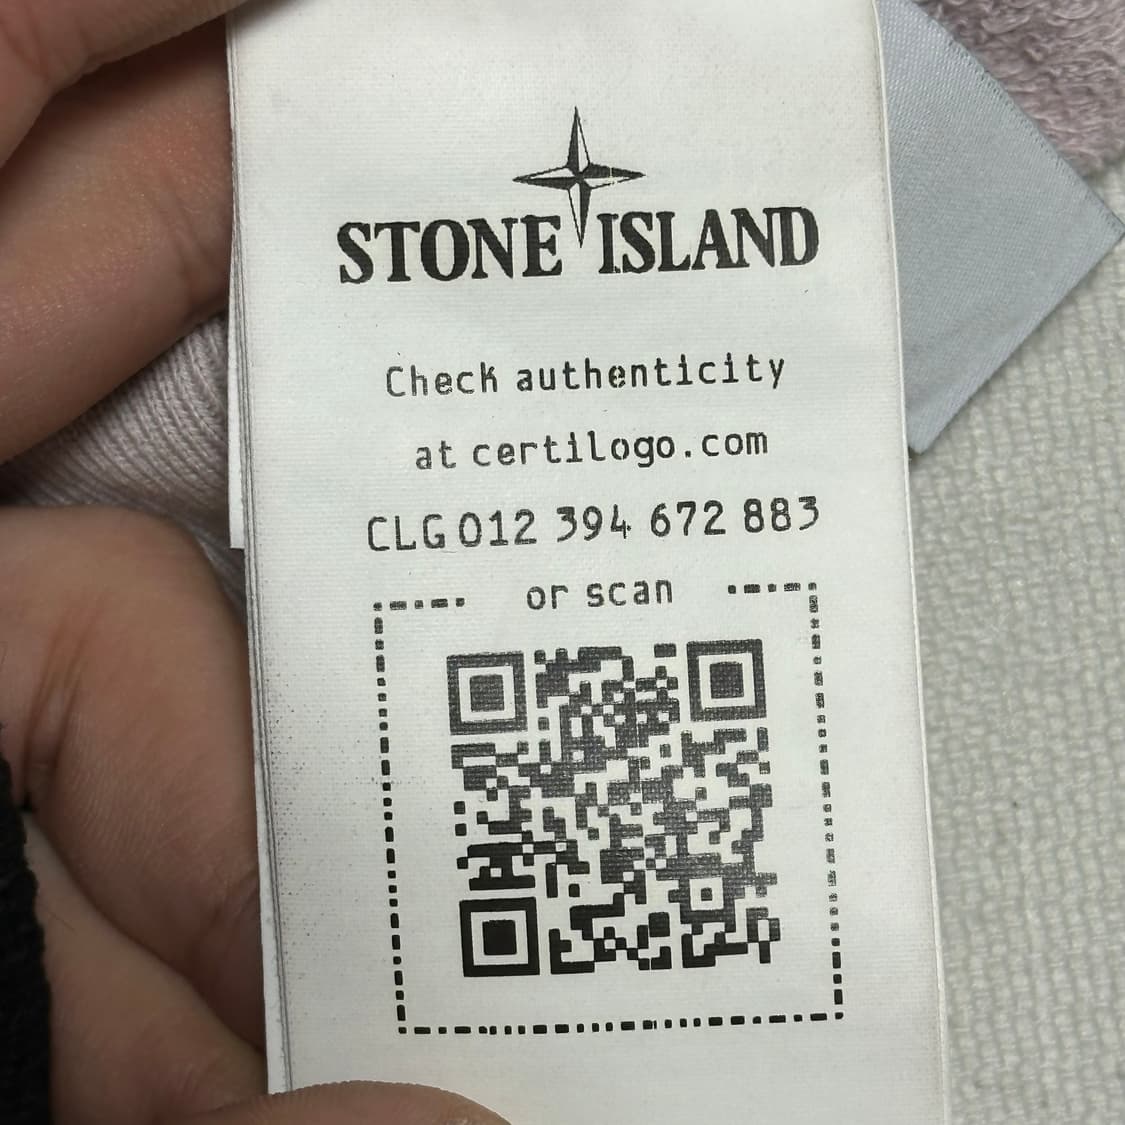 STONE ISLAND
Check authenticity
at certilogo.com
CLG 012 394 672 883
or scan